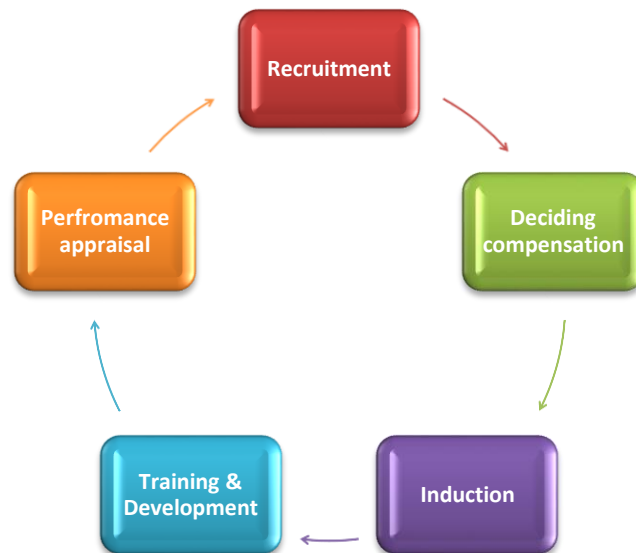 Recruitment
Deciding
compensation
Induction
Training &
Development
Perfromance
appraisal